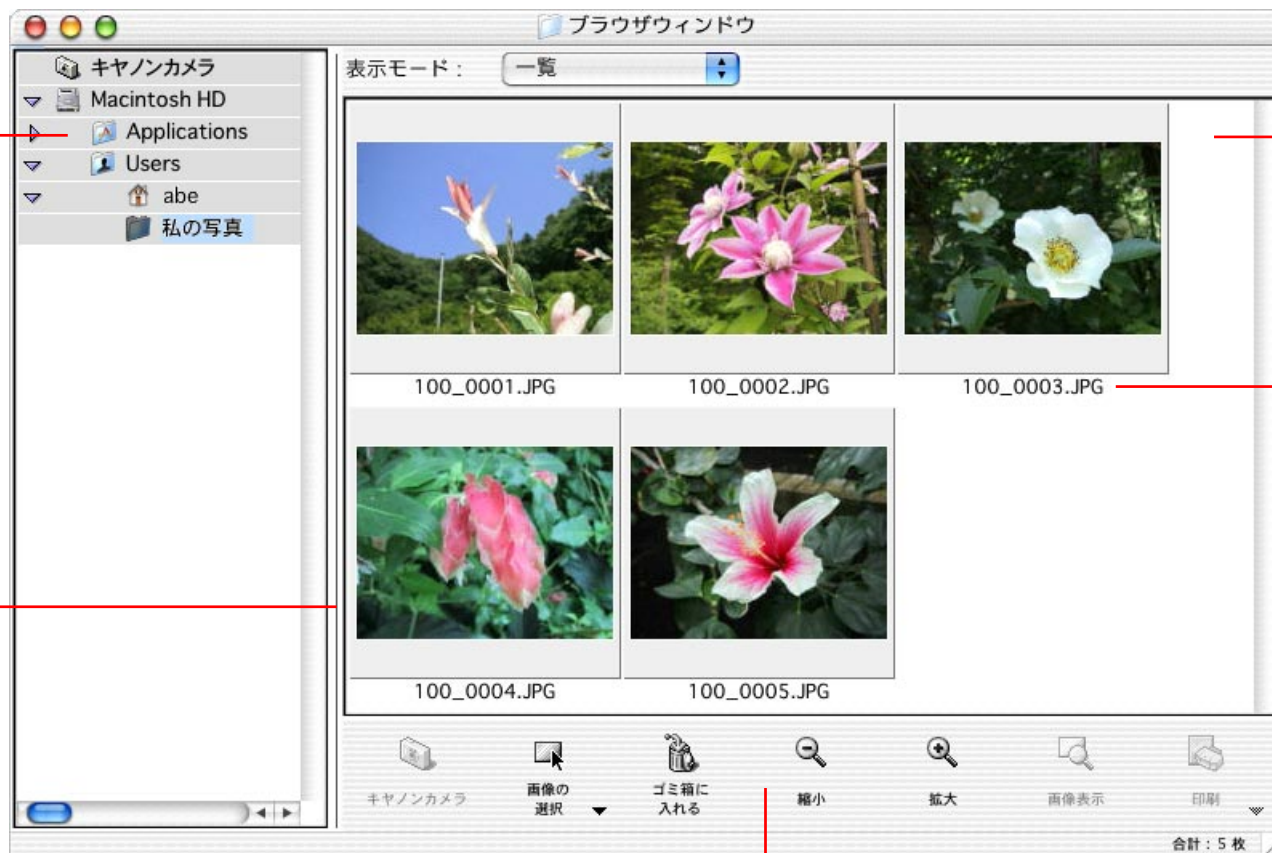 ブラウザウィンドウ
キヤノンカメラ
Macintosh HD
Applications
Users
abe
私の写真
表示モード：
一覧
100_0001.JPG
100_0002.JPG
100_0003.JPG
100_0004.JPG
100_0005.JPG
キヤノンカメラ
画像の
選択
ゴミ箱に
入れる
縮小
拡大
画像表示
印刷
合計：5 枚